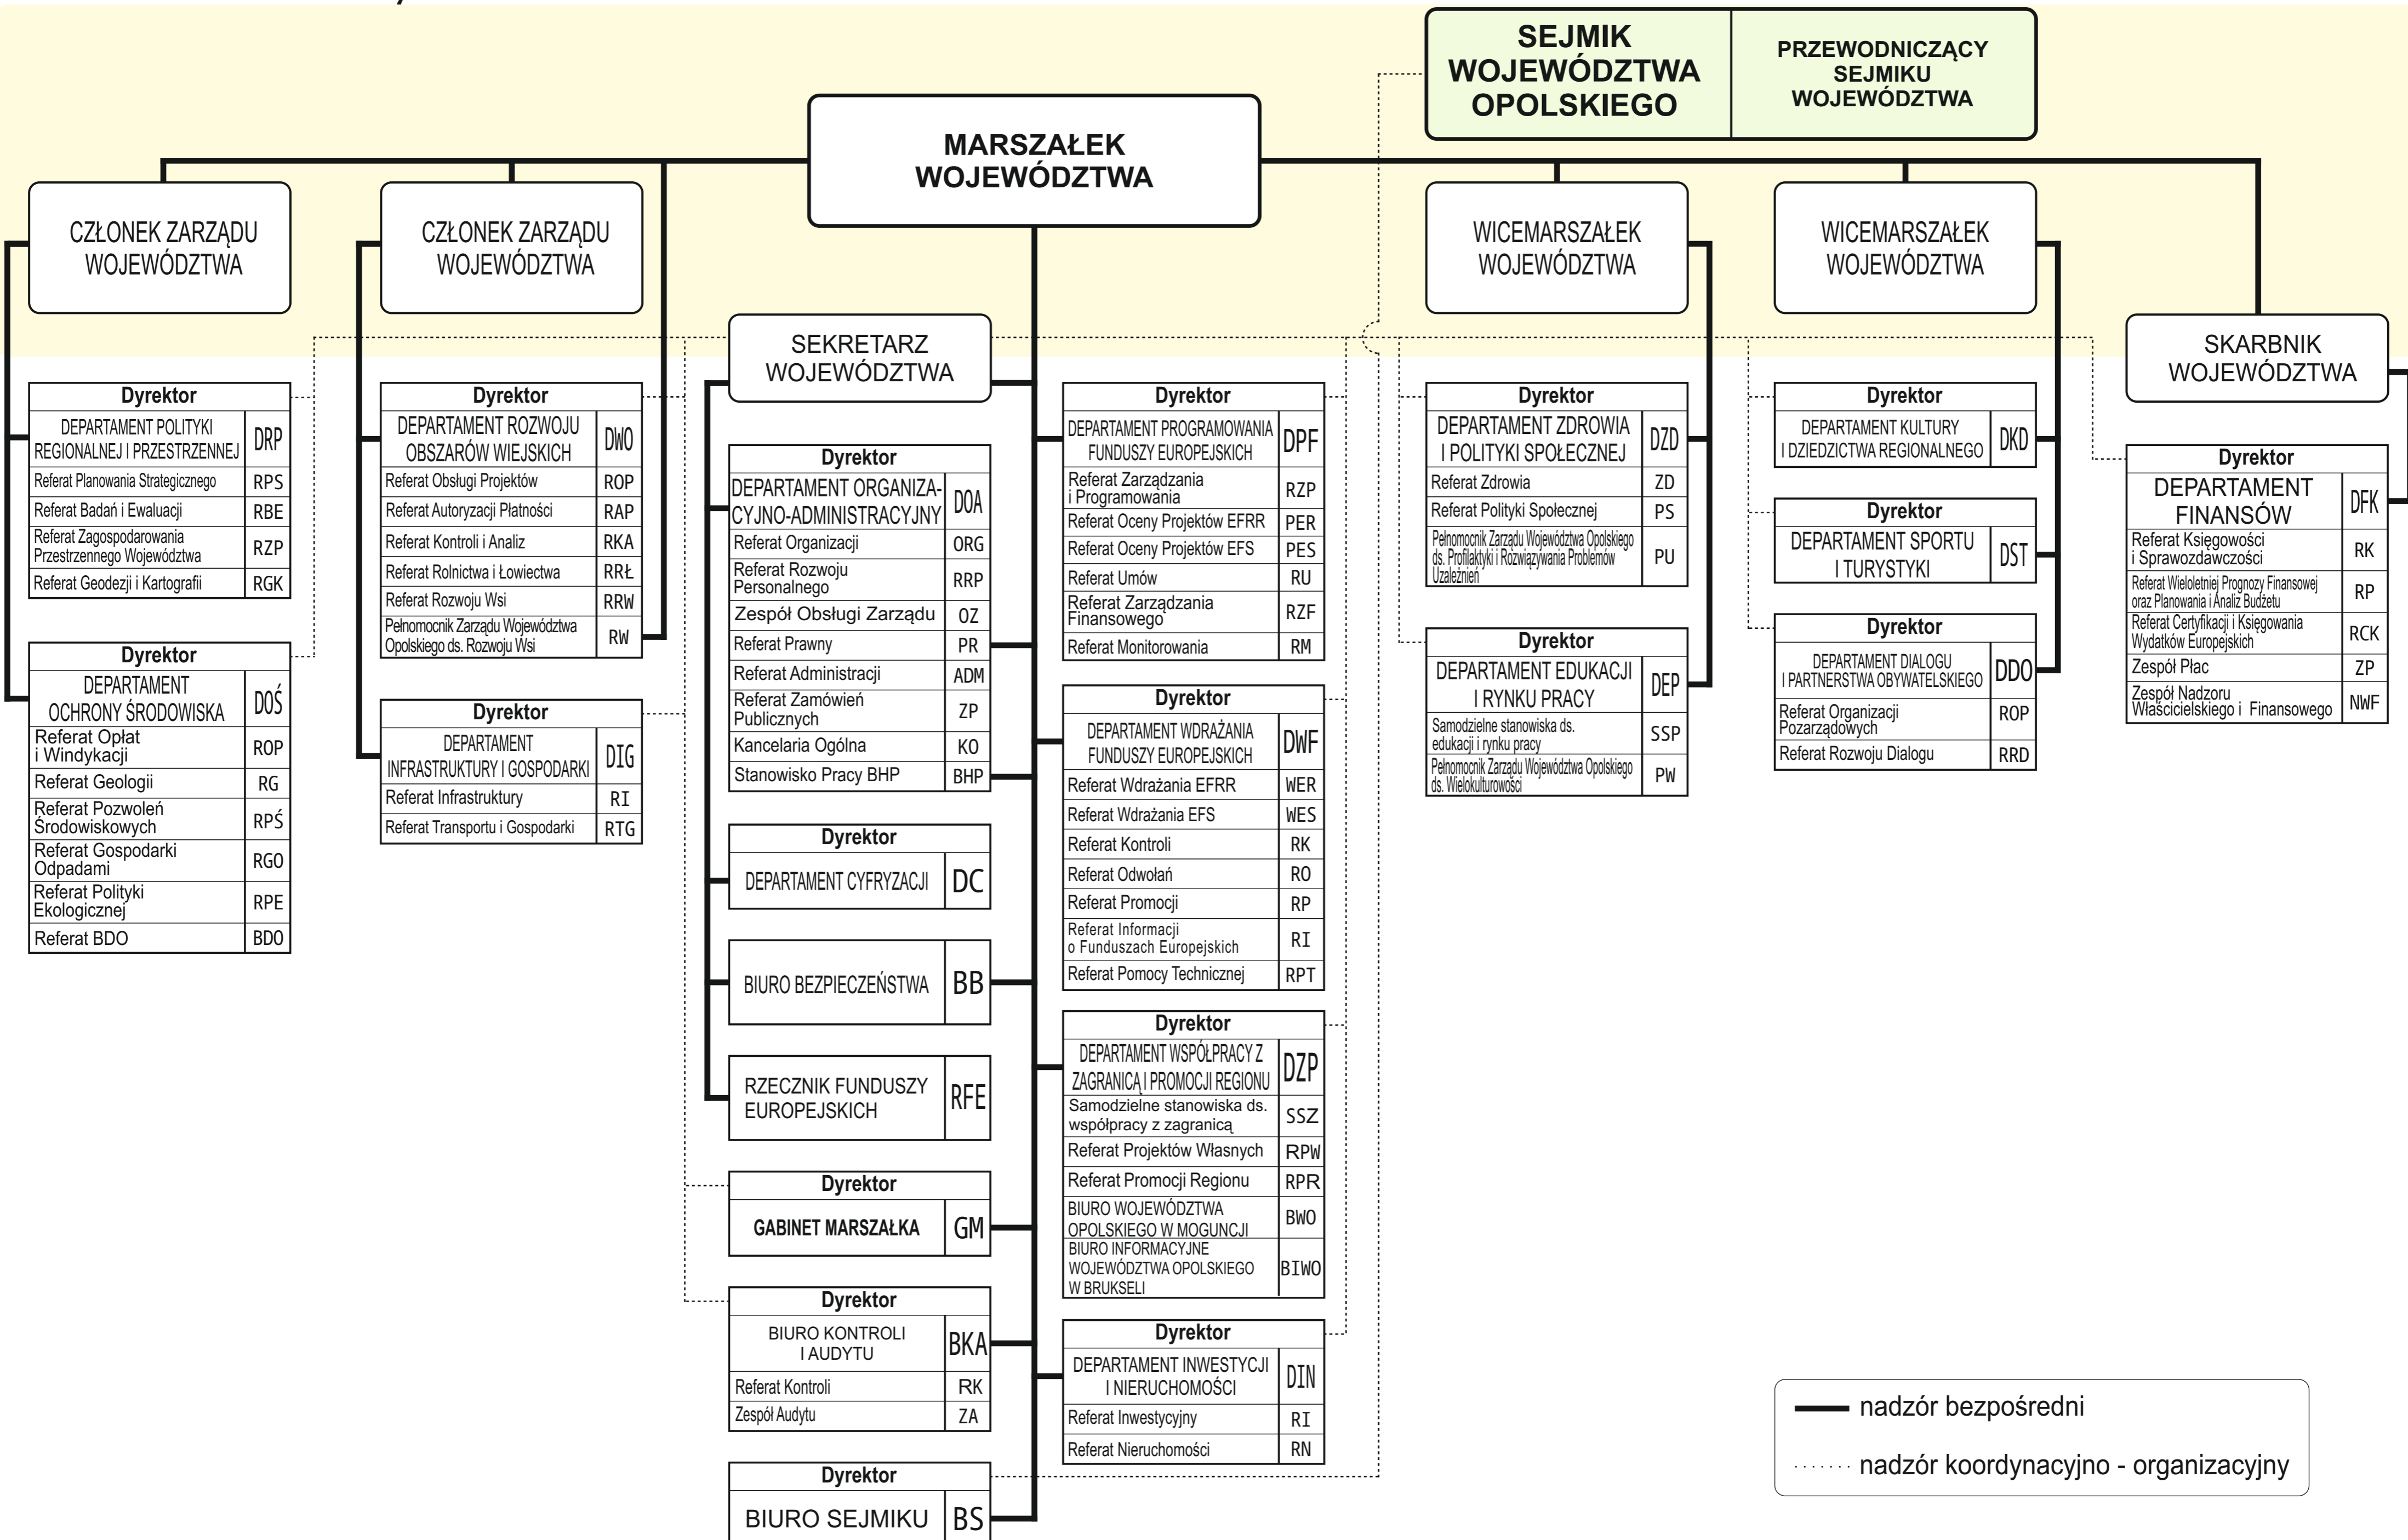 SEJMIK
WOJEWÓDZTWA
OPOLSKIEGO
PRZEWODNICZĄCY
SEJMIKU
WOJEWÓDZTWA
MARSZAŁEK
WOJEWÓDZTWA
CZŁONEK ZARZĄDU
WOJEWÓDZTWA
CZŁONEK ZARZĄDU
WOJEWÓDZTWA
WICEMARSZAŁEK
WOJEWÓDZTWA
WICEMARSZAŁEK
WOJEWÓDZTWA
SEKRETARZ
WOJEWÓDZTWA
SKARBNIK
WOJEWÓDZTWA
Dyrektor
DEPARTAMENT POLITYKI
REGIONALNEJ I PRZESTRZENNEJ DRP
Referat Planowania Strategicznego RPS
Referat Badań i Ewaluacji RBE
Referat Zagospodarowania
Przestrzennego Województwa RZP
Referat Geodezji i Kartografii RGK
Dyrektor
DEPARTAMENT
OCHRONY ŚRODOWISKA DOŚ
Referat Opłat
i Windykacji ROP
Referat Geologii RG
Referat Pozwoleń
Środowiskowych RPŚ
Referat Gospodarki
Odpadami RGO
Referat Polityki
Ekologicznej RPE
Referat BDO BDO
Dyrektor
DEPARTAMENT ROZWOJU
OBSZARÓW WIEJSKICH DWO
Referat Obsługi Projektów ROP
Referat Autoryzacji Płatności RAP
Referat Kontroli i Analiz RKA
Referat Rolnictwa i Łowiectwa RRŁ
Referat Rozwoju Wsi RRW
Pełnomocnik Zarządu Województwa
Opolskiego ds. Rozwoju Wsi RW
Dyrektor
DEPARTAMENT
INFRASTRUKTURY I GOSPODARKI DIG
Referat Infrastruktury RI
Referat Transportu i Gospodarki RTG
Dyrektor
DEPARTAMENT ORGANIZA-
CYJNO-ADMINISTRACYJNY DOA
Referat Organizacji ORG
Referat Rozwoju
Personalnego RRP
Zespół Obsługi Zarządu OZ
Referat Prawny PR
Referat Administracji ADM
Referat Zamówień
Publicznych ZP
Kancelaria Ogólna KO
Stanowisko Pracy BHP BHP
Dyrektor
DEPARTAMENT CYFRYZACJI DC
BIURO BEZPIECZEŃSTWA BB
RZECZNIK FUNDUSZY
EUROPEJSKICH RFE
Dyrektor
GABINET MARSZAŁKA GM
Dyrektor
BIURO KONTROLI
I AUDYTU BKA
Referat Kontroli RK
Zespół Audytu ZA
Dyrektor
BIURO SEJMIKU BS
Dyrektor
DEPARTAMENT PROGRAMOWANIA
FUNDUSZY EUROPEJSKICH DPF
Referat Zarządzania
i Programowania RZP
Referat Oceny Projektów EFRR PER
Referat Oceny Projektów EFS PES
Referat Umów RU
Referat Zarządzania
Finansowego RZF
Referat Monitorowania RM
Dyrektor
DEPARTAMENT WDRAŻANIA
FUNDUSZY EUROPEJSKICH DWF
Referat Wdrażania EFRR WER
Referat Wdrażania EFS WES
Referat Kontroli RK
Referat Odwołań RO
Referat Promocji RP
Referat Informacji
o Funduszach Europejskich RI
Referat Pomocy Technicznej RPT
Dyrektor
DEPARTAMENT WSPÓŁPRACY Z
ZAGRANICĄ I PROMOCJI REGIONU DZP
Samodzielne stanowiska ds.
współpracy z zagranicą SSZ
Referat Projektów Własnych RPW
Referat Promocji Regionu RPR
BIURO WOJEWÓDZTWA
OPOLSKIEGO W MOGUNCJI BWO
BIURO INFORMACYJNE
WOJEWÓDZTWA OPOLSKIEGO
W BRUKSELI BIWO
Dyrektor
DEPARTAMENT INWESTYCJI
I NIERUCHOMOŚCI DIN
Referat Inwestycyjny RI
Referat Nieruchomości RN
Dyrektor
DEPARTAMENT ZDROWIA
I POLITYKI SPOŁECZNEJ DZD
Referat Zdrowia ZD
Referat Polityki Społecznej PS
Pełnomocnik Zarządu Województwa Opolskiego
ds. Profilaktyki i Rozwiązywania Problemów
Uzależnień PU
Dyrektor
DEPARTAMENT EDUKACJI
I RYNKU PRACY DEP
Samodzielne stanowiska ds.
edukacji i rynku pracy SSP
Pełnomocnik Zarządu Województwa Opolskiego
ds. Wielokulturowości PW
Dyrektor
DEPARTAMENT KULTURY
I DZIEDZICTWA REGIONALNEGO DKD
Dyrektor
DEPARTAMENT SPORTU
I TURYSTYKI DST
Dyrektor
DEPARTAMENT DIALOGU
I PARTNERSTWA OBYWATELSKIEGO DDO
Referat Organizacji
Pozarządowych ROP
Referat Rozwoju Dialogu RRD
Dyrektor
DEPARTAMENT
FINANSÓW DFK
Referat Księgowości
i Sprawozdawczości RK
Referat Wieloletniej Prognozy Finansowej
oraz Planowania i Analiz Budżetu RP
Referat Certyfikacji i Księgowania
Wydatków Europejskich RCK
Zespół Płac ZP
Zespół Nadzoru
Właścicielskiego i Finansowego NWF
nadzór bezpośredni
nadzór koordynacyjno - organizacyjny